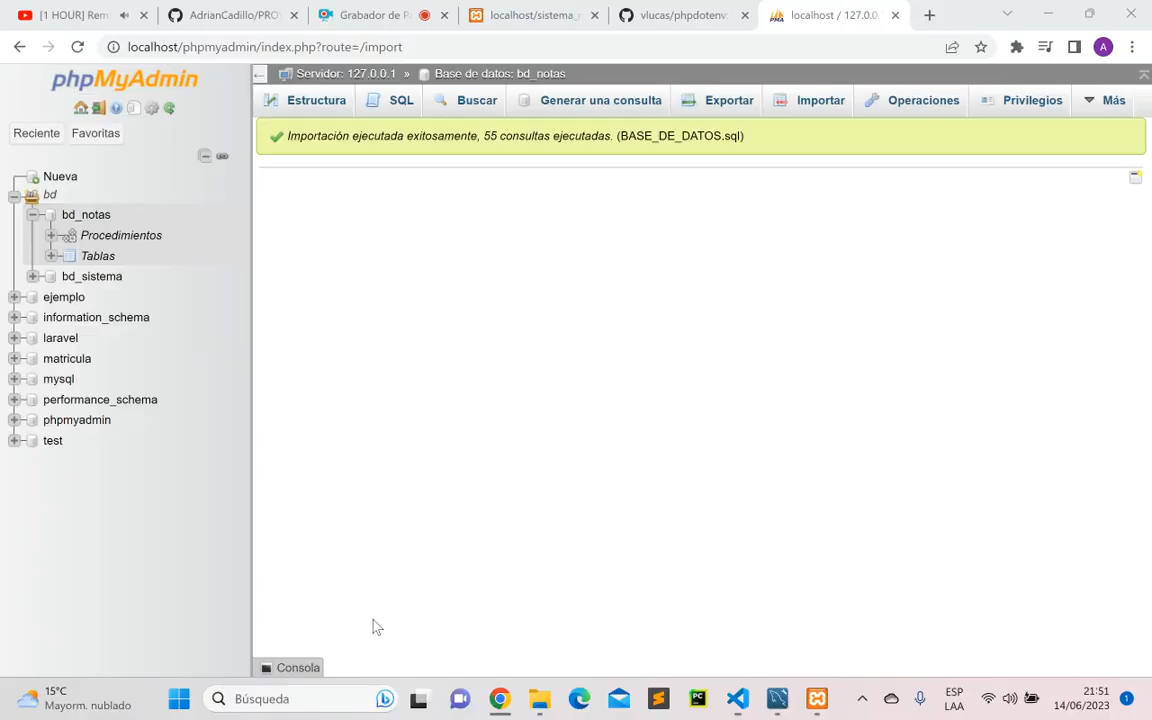 [1 HOUR] Rem
AdrianCadillo/PRO
Grabador de Pa
localhost/sistema_
vlucas/phpdotenv:
localhost / 127.0.0.
localhost/phpmyadmin/index.php?route=/import
A
phpMyAdmin
Reciente
Favoritas
Nueva
bd
bd_notas
Procedimientos
Tablas
bd_sistema
ejemplo
information_schema
laravel
matricula
mysql
performance_schema
phpmyadmin
test
Servidor: 127.0.0.1 » Base de datos: bd_notas
Estructura
SQL
Buscar
Generar una consulta
Exportar
Importar
Operaciones
Privilegios
Más
Importación ejecutada exitosamente, 55 consultas ejecutadas. (BASE_DE_DATOS.sql)
Consola
15°C
Mayorm. nublado
Búsqueda
ESP
LAA
21:51
14/06/2023
1